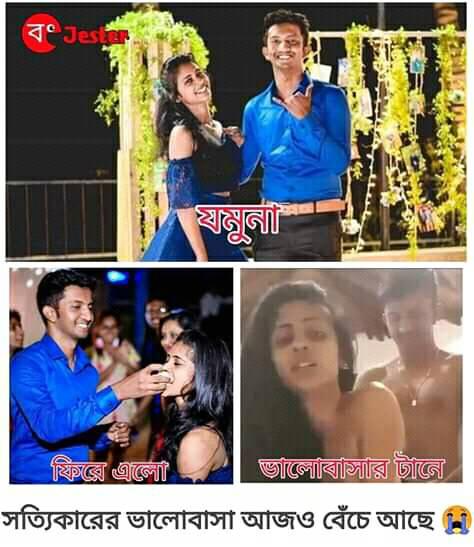 বং Jester
যমুনা
ফিরে এলো
ভালোবাসার টানে
সত্যিকারের ভালোবাসা আজও বেঁচে আছে 😭